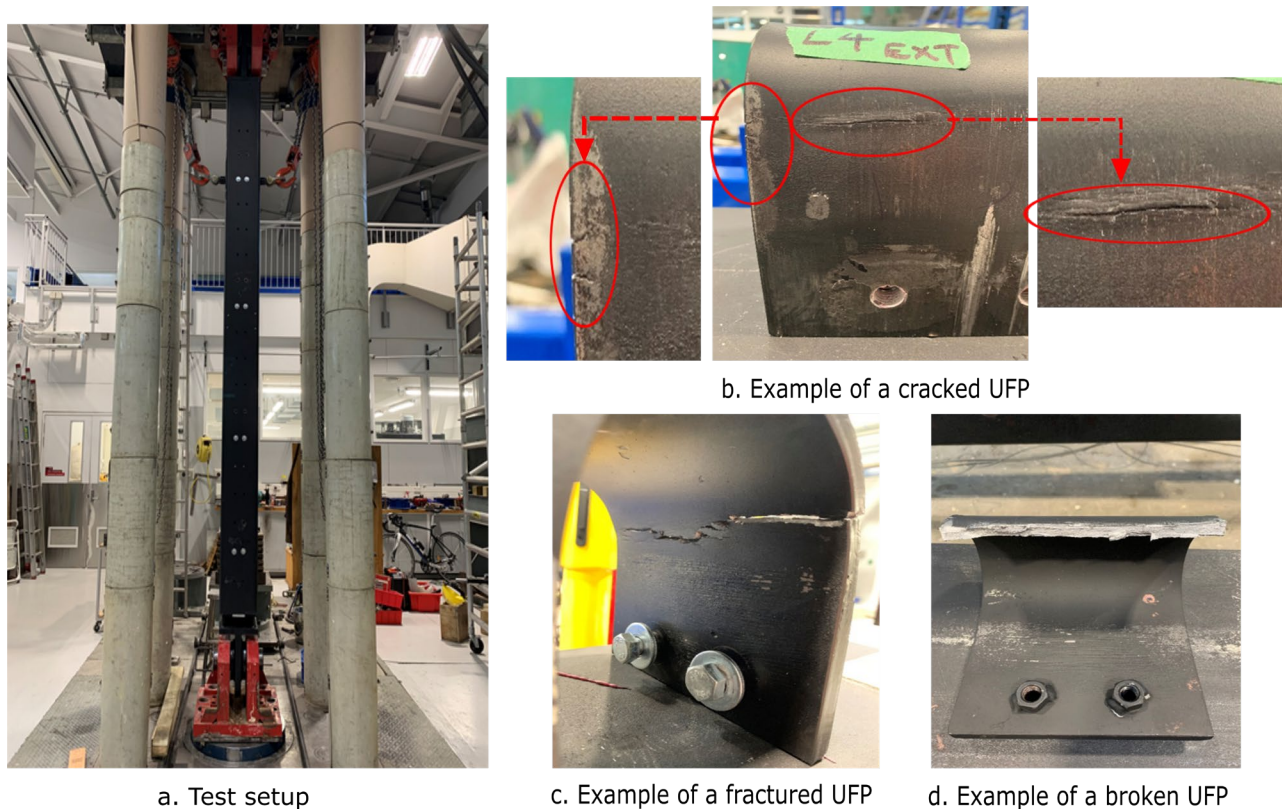 L4 EXT
b. Example of a cracked UFP
a. Test setup
c. Example of a fractured UFP
d. Example of a broken UFP